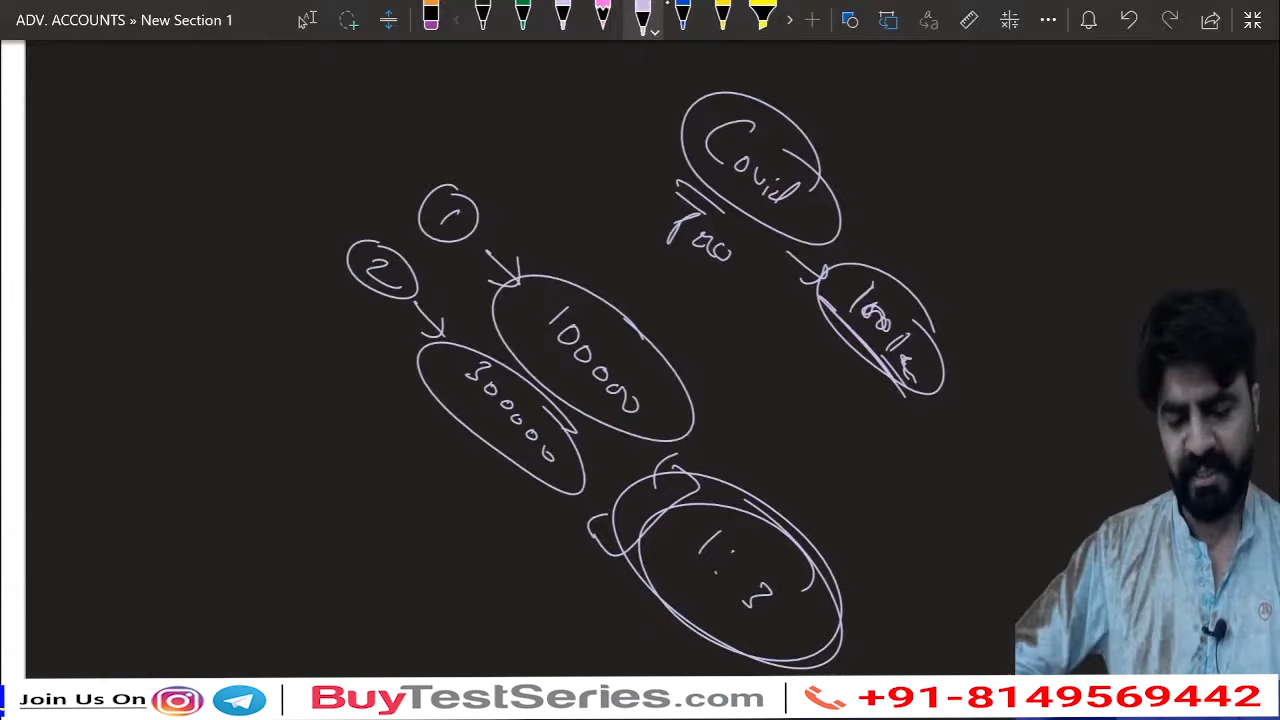 ADV. ACCOUNTS » New Section 1
Covid
1
2
100000
300000
1:3
Join Us On
BuyTestSeries.com
+91-8149569442